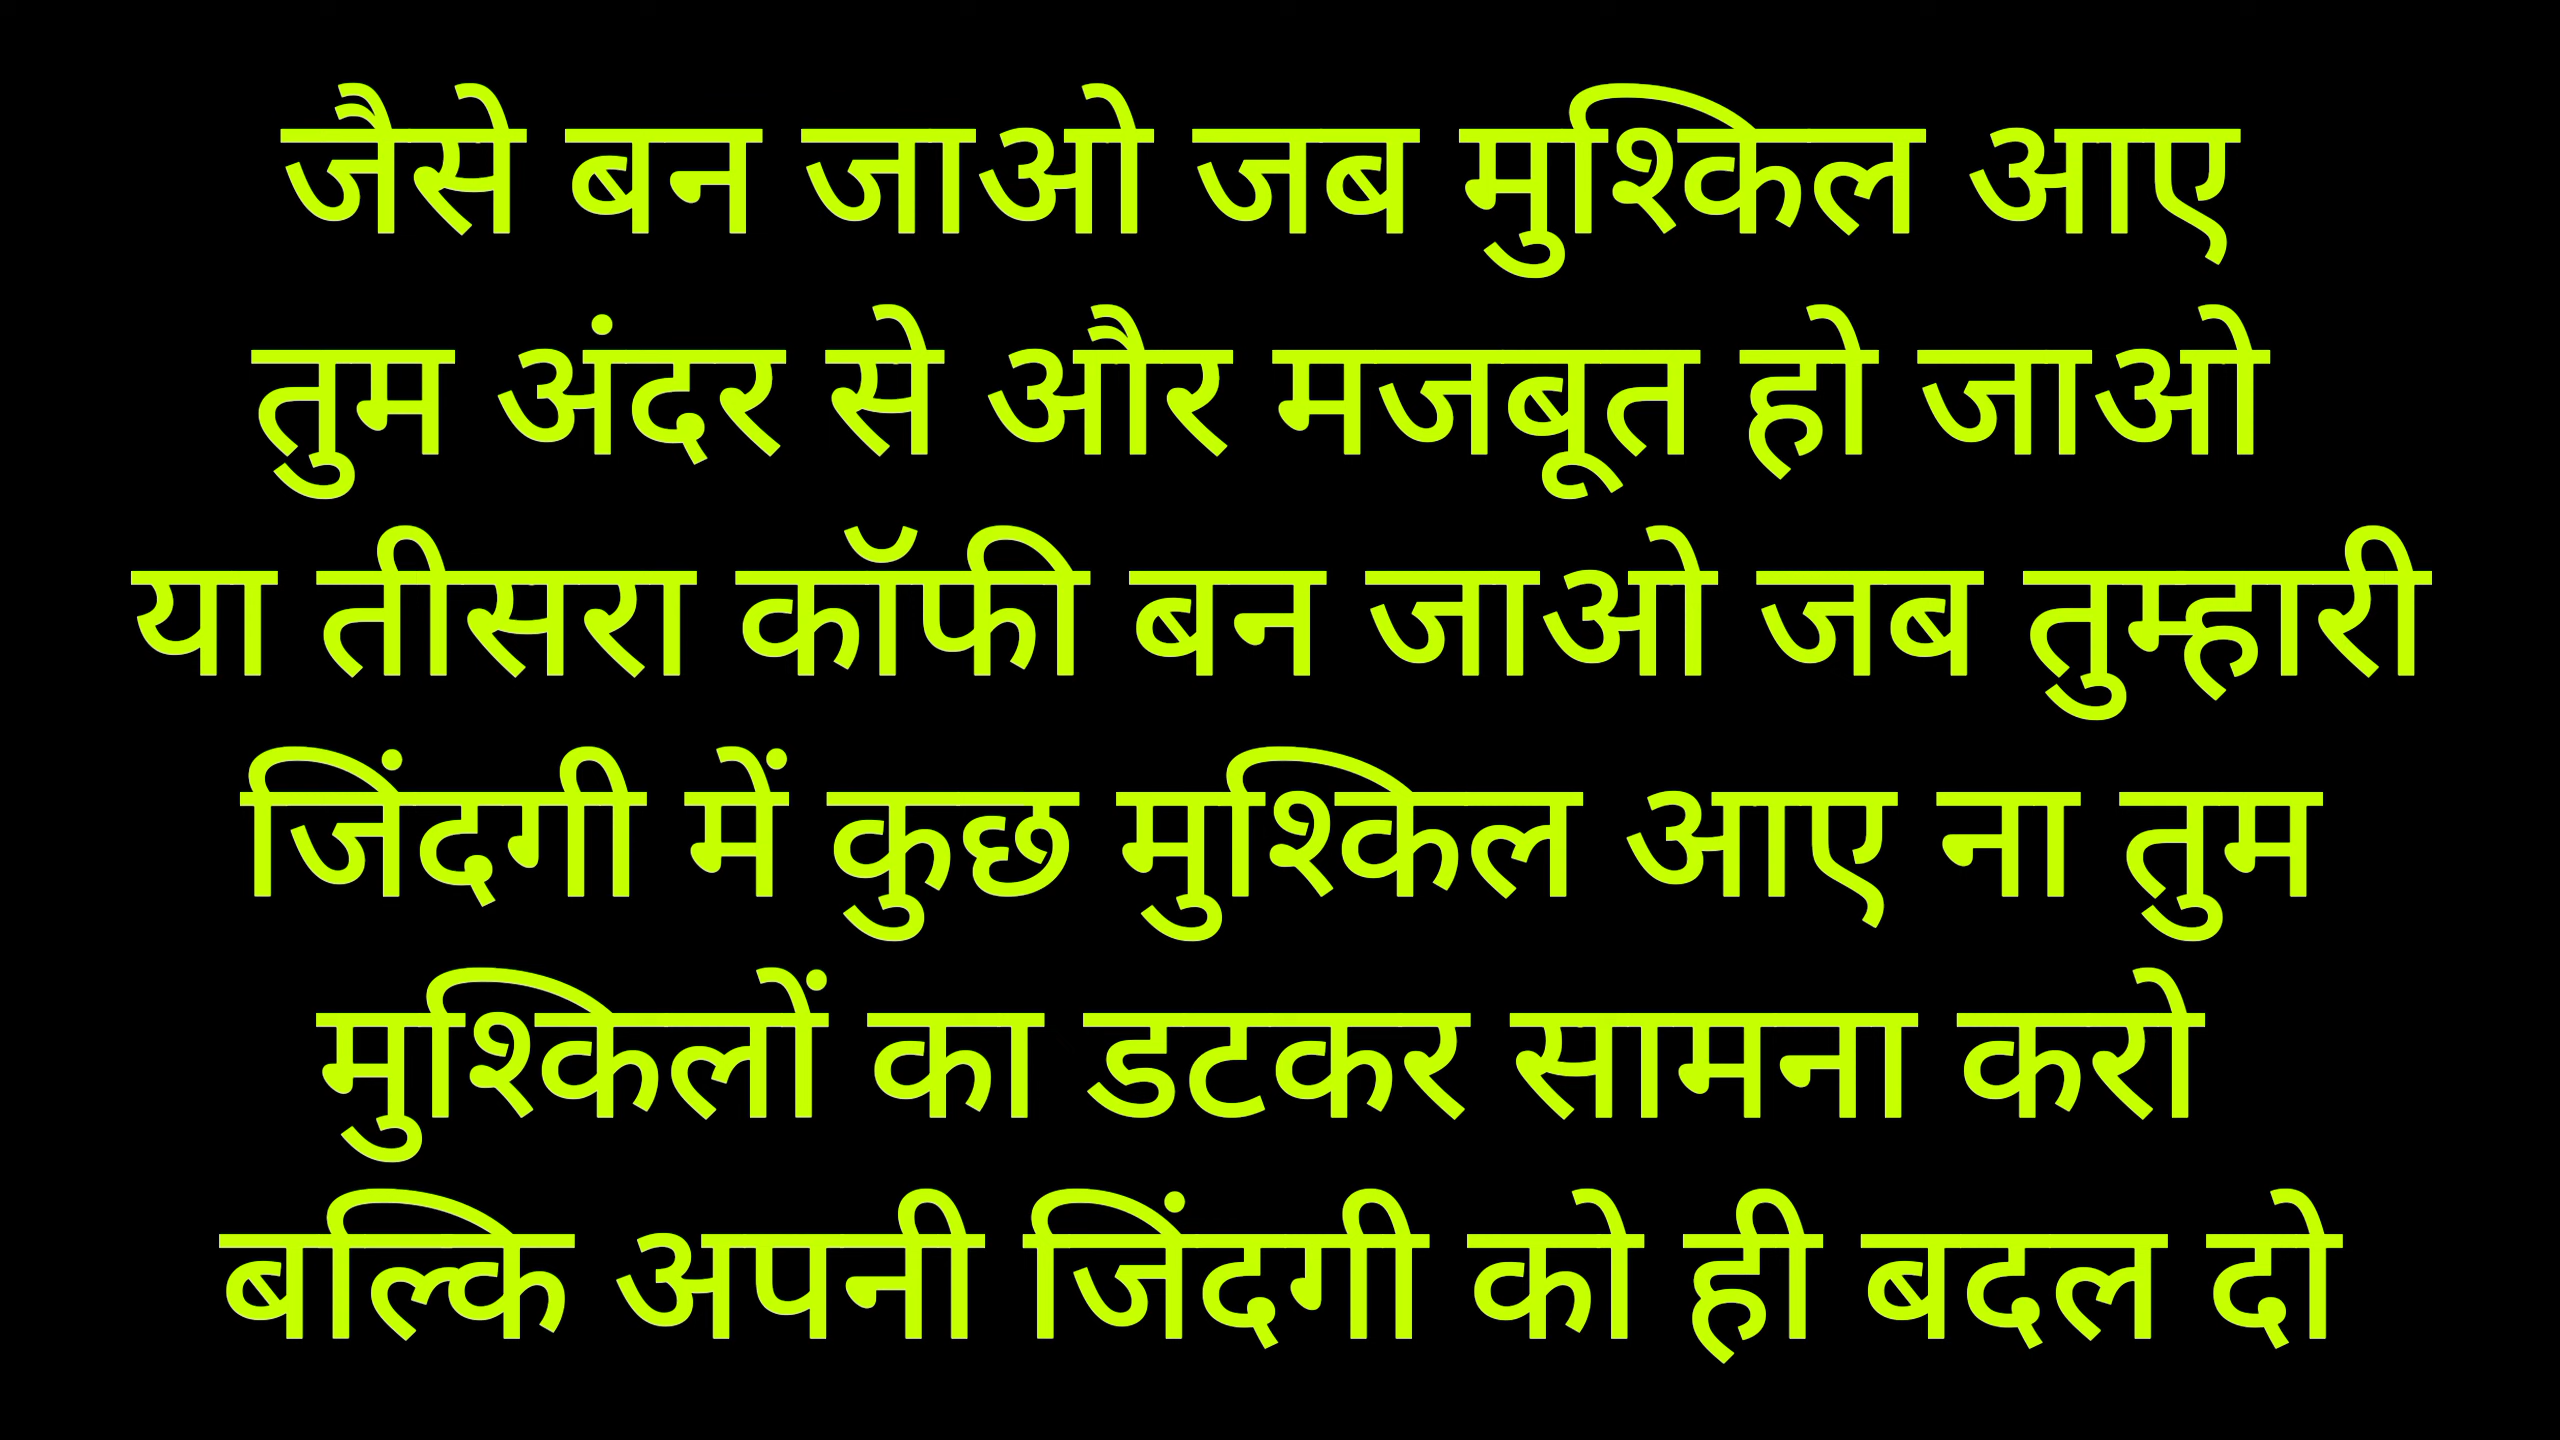 जैसे बन जाओ जब मुश्किल आए
तुम अंदर से और मजबूत हो जाओ
या तीसरा कॉफी बन जाओ जब तुम्हारी
जिंदगी में कुछ मुश्किल आए ना तुम
मुश्किलों का डटकर सामना करो
बल्कि अपनी जिंदगी को ही बदल दो